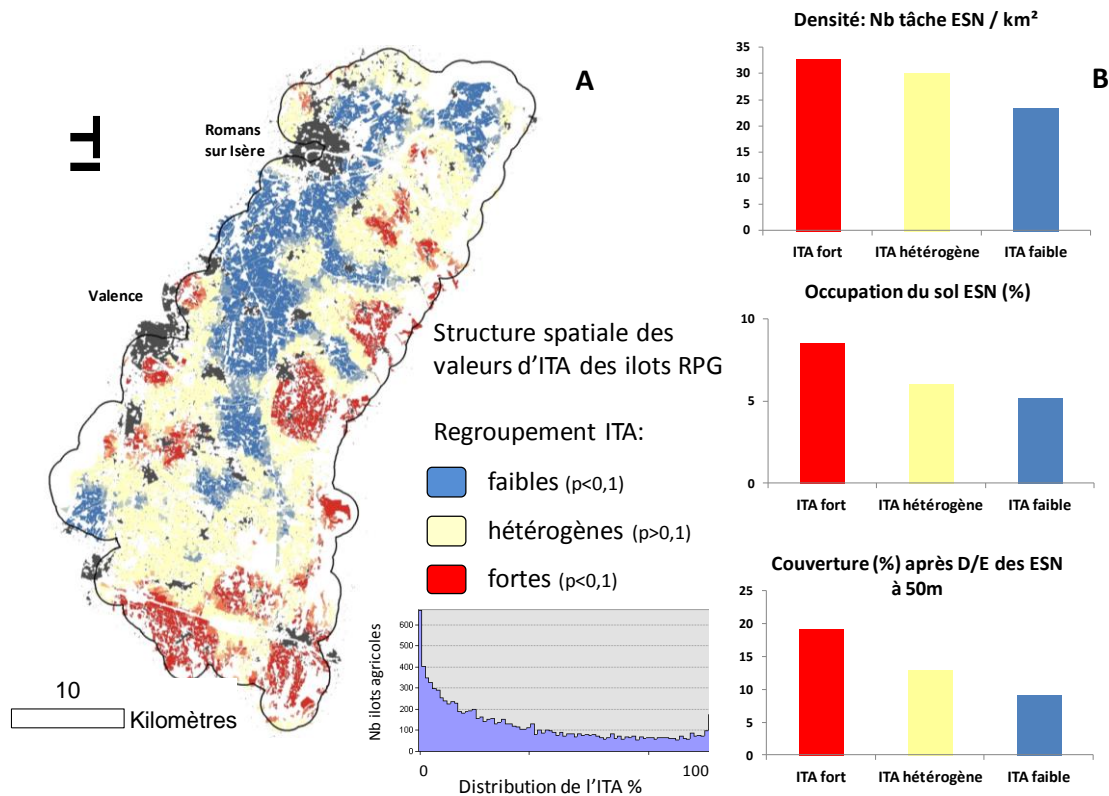 A
Romans
sur Isère
Valence
Structure spatiale des
valeurs d'ITA des ilots RPG
Regroupement ITA:
faibles (p<0,1)
hétérogènes (p>0,1)
fortes (p<0,1)
10
Kilomètres
Nb ilots agricoles
600
500
400
300
200
100
0
0
100
Distribution de l'ITA %
B
Densité: Nb tâche ESN / km²
35
30
25
20
15
10
5
0
ITA fort
ITA hétérogène
ITA faible
Occupation du sol ESN (%)
10
5
0
ITA fort
ITA hétérogène
ITA faible
Couverture (%) après D/E des ESN
à 50m
25
20
15
10
5
0
ITA fort
ITA hétérogène
ITA faible